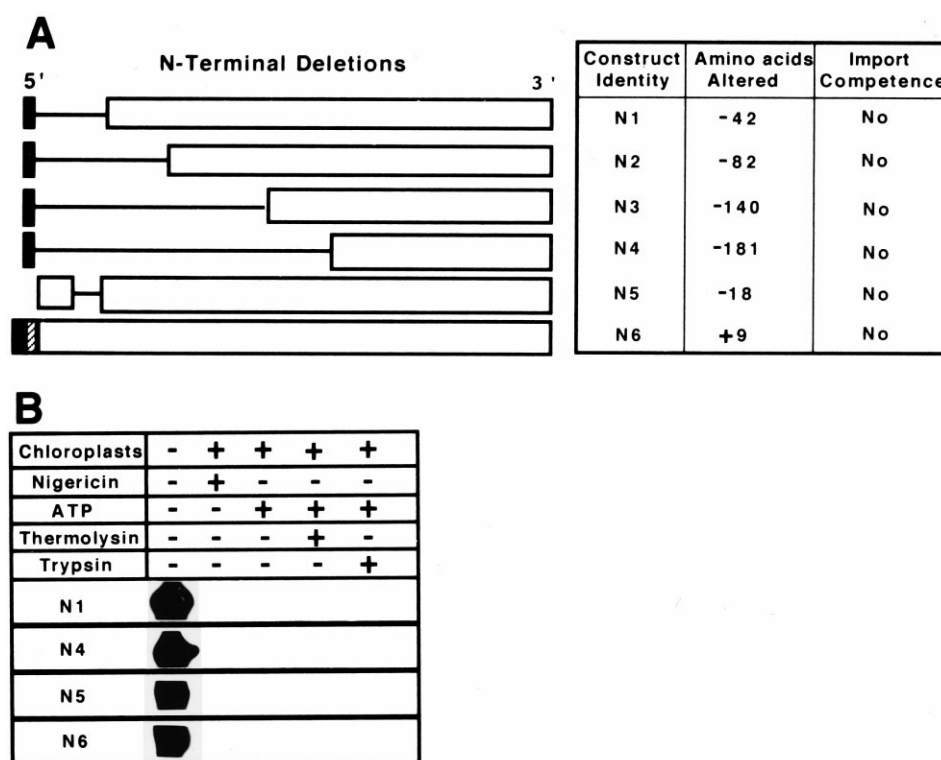 A
N-Terminal Deletions
5'
3'
Construct Identity Amino acids Altered Import Competence
N1 -42 No
N2 -82 No
N3 -140 No
N4 -181 No
N5 -18 No
N6 +9 No
B
Chloroplasts - + + + +
Nigericin - + - - -
ATP - - + + +
Thermolysin - - - + -
Trypsin - - - - +
N1
N4
N5
N6